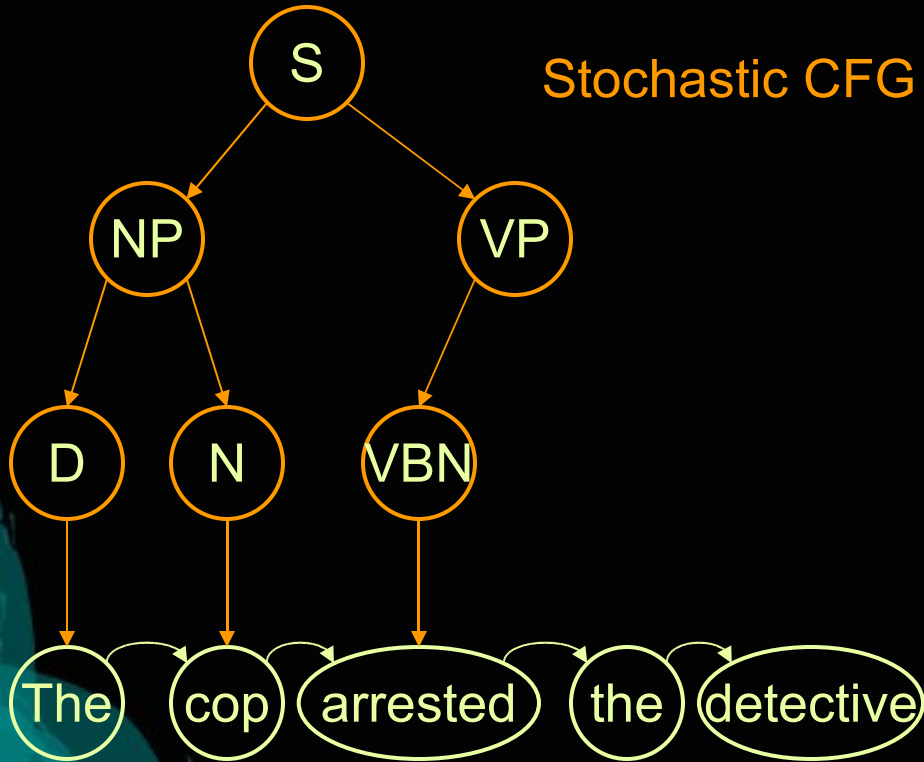 S
Stochastic CFG
NP
VP
D
N
VBN
The cop arrested the detective